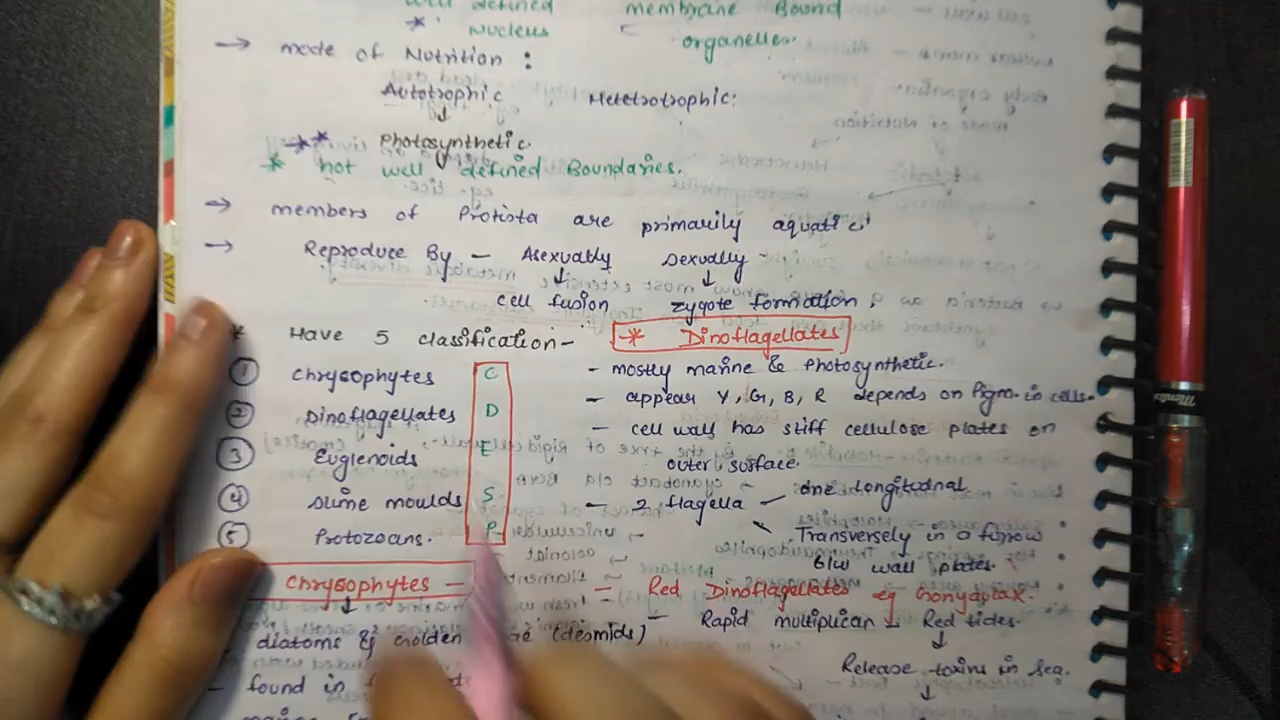 well defined membrane Bound
* Nucleus organelles.
→ mode of Nutrition :
Autotrophic Hetetrotrophic:
↓
** Photosynthetic.
* not well defined Boundaries.
→ members of Protista are primarily aquatic
→ Reproduce By - Asexually sexually
↓ ↓
cell fusion zygote formation.
* Have 5 classification-
① Chrysophytes C
② Dinoflagellates D
③ Euglenoids E
④ Slime moulds S
⑤ Protozoans. P
Chrysophytes -
↓
diatoms & Golden (desmids)
- found in
* Dinoflagellates
- mostly marine & Photosynthetic.
- appear Y, G, B, R depends on Pigm. in cells.
- cell wall has stiff cellulose plates on
outer surface.
- 2 flagella - one longitudnal
Transversely in a furrow
b/w wall plates.
- Red Dinoflagellates eg Gonyaulax.
- Rapid multiplican - Red tides.
↓
Release toxins in sea.
↓